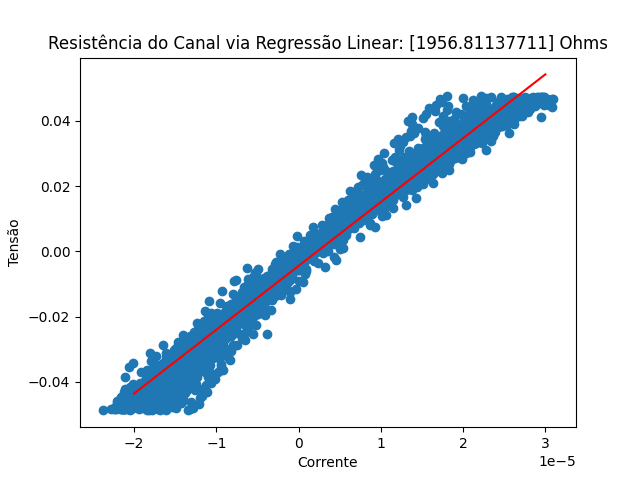 Resistência do Canal via Regressão Linear: [1956.81137711] Ohms
Tensão
0.04
0.02
0.00
−0.02
−0.04
−2
−1
0
1
2
3
1e−5
Corrente